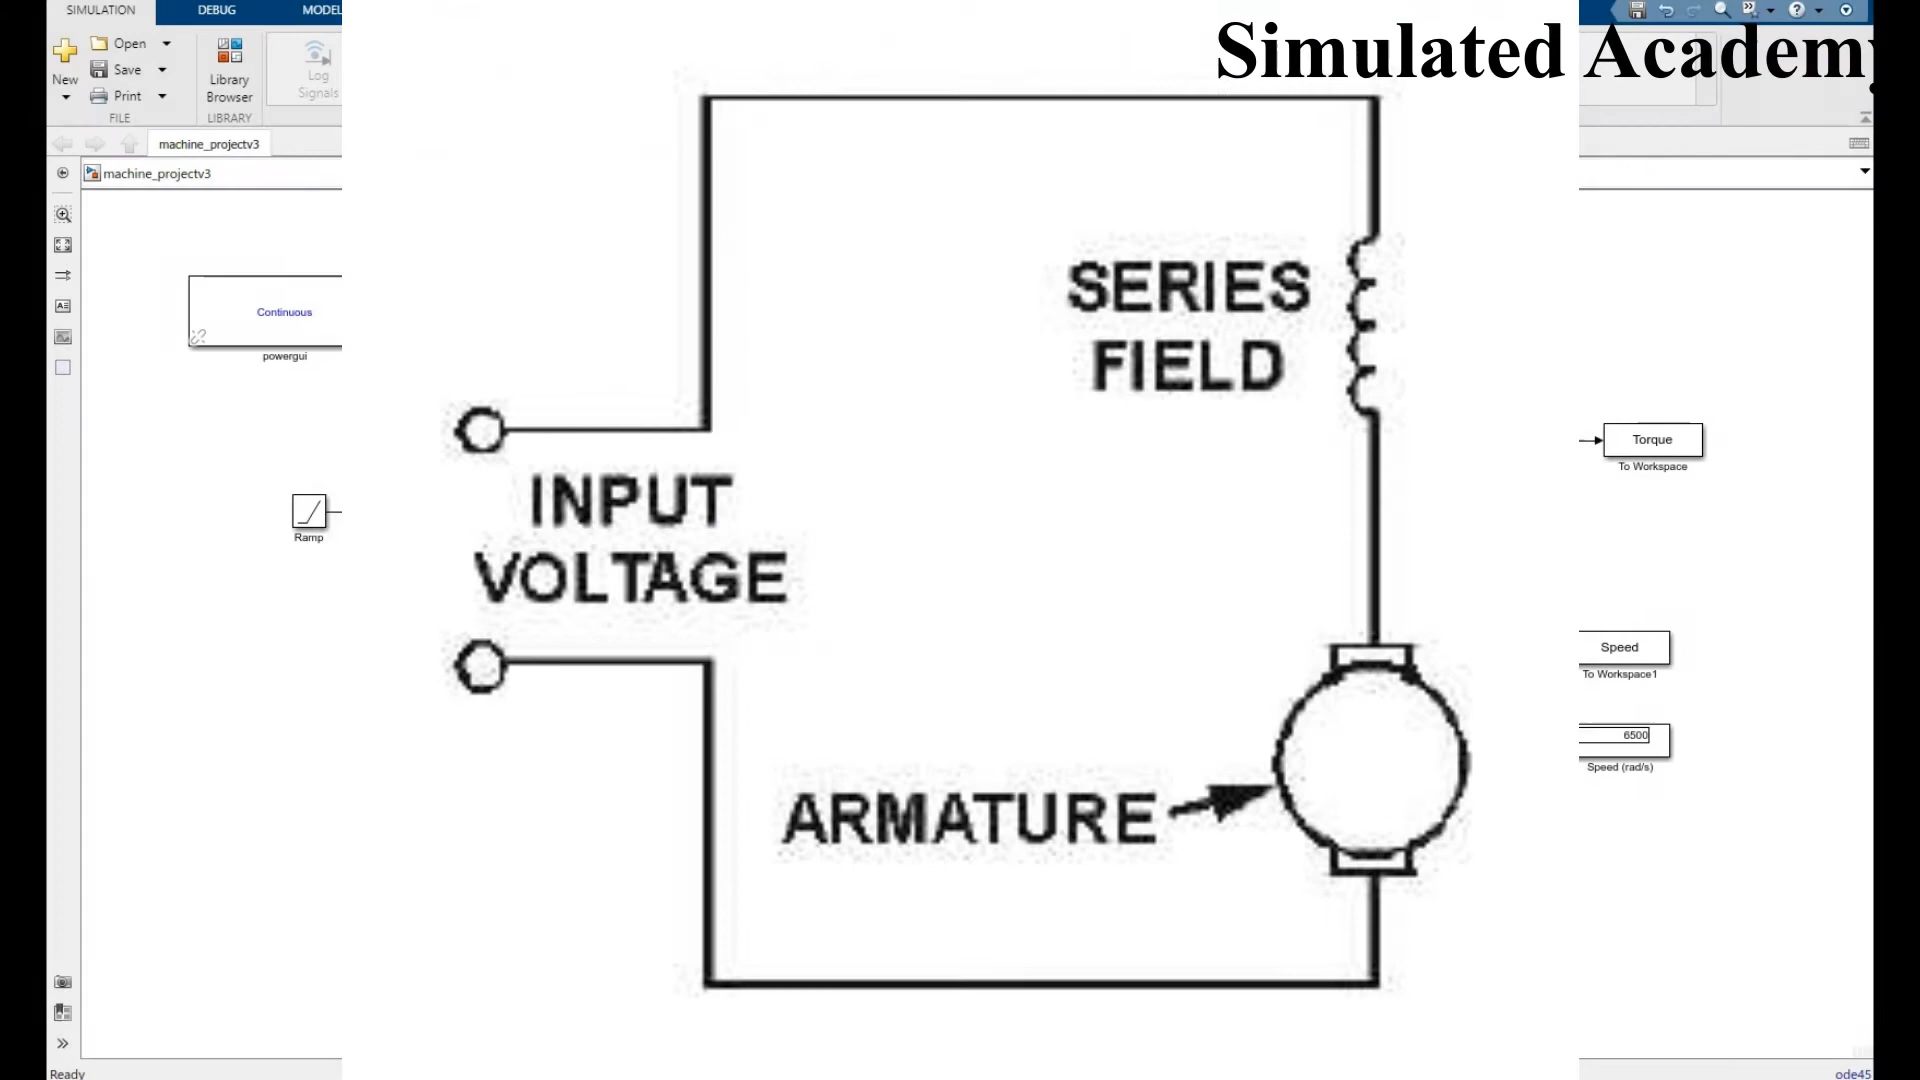 SIMULATION
DEBUG
MODEL
Simulated Academy
Open
Save
Print
New
Library
Browser
Log
Signals
FILE
LIBRARY
machine_projectv3
machine_projectv3
Continuous
powergui
Ramp
SERIES
FIELD
INPUT
VOLTAGE
ARMATURE
Torque
To Workspace
Speed
To Workspace1
6500
Speed (rad/s)
Ready
ode45